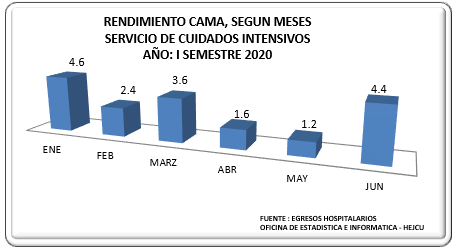 RENDIMIENTO CAMA, SEGUN MESES
SERVICIO DE CUIDADOS INTENSIVOS
AÑO: I SEMESTRE 2020
4.6
2.4
3.6
1.6
1.2
4.4
ENE
FEB
MARZ
ABR
MAY
JUN
FUENTE : EGRESOS HOSPITALARIOS
OFICINA DE ESTADISTICA E INFORMATICA - HEJCU